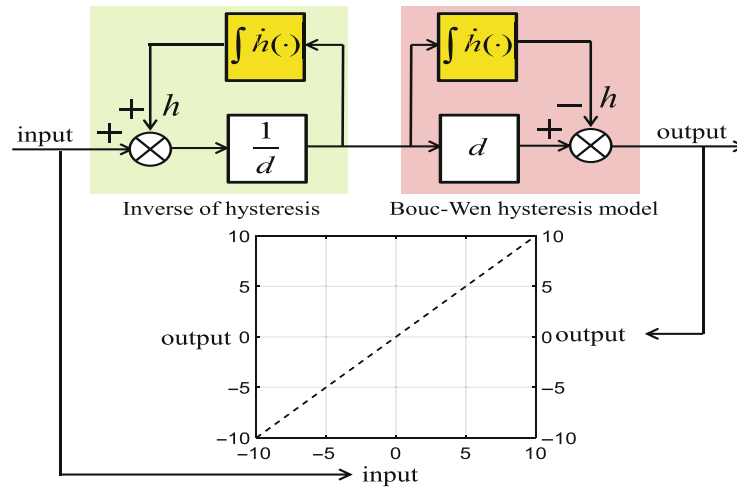 ∫ ḣ(·)
∫ ḣ(·)
+
h
− h
input
+
1
d
d
+
output
Inverse of hysteresis
Bouc-Wen hysteresis model
10
10
5
5
output 0
0 output
−5
−5
−10
−10
−10 −5 0 5 10
input